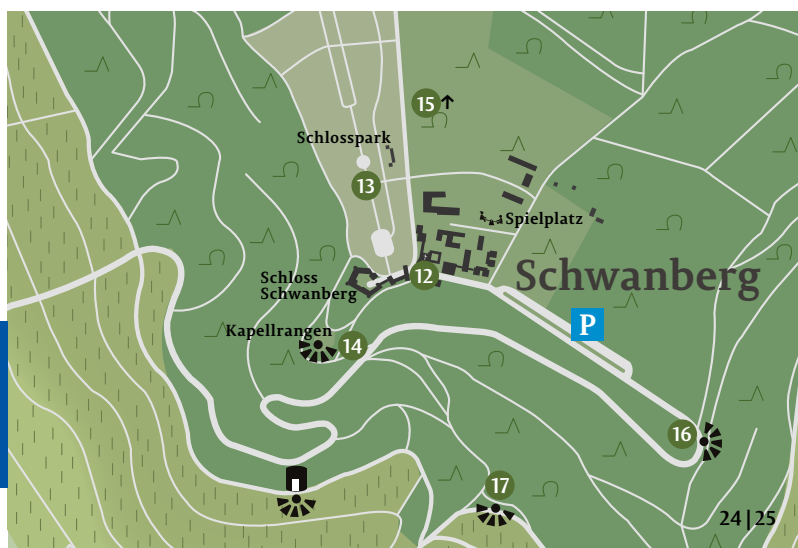 15
Schlosspark
13
Spielplatz
12
Schloss
Schwanberg
Schwanberg
P
Kapellrangen
14
16
17
24 | 25